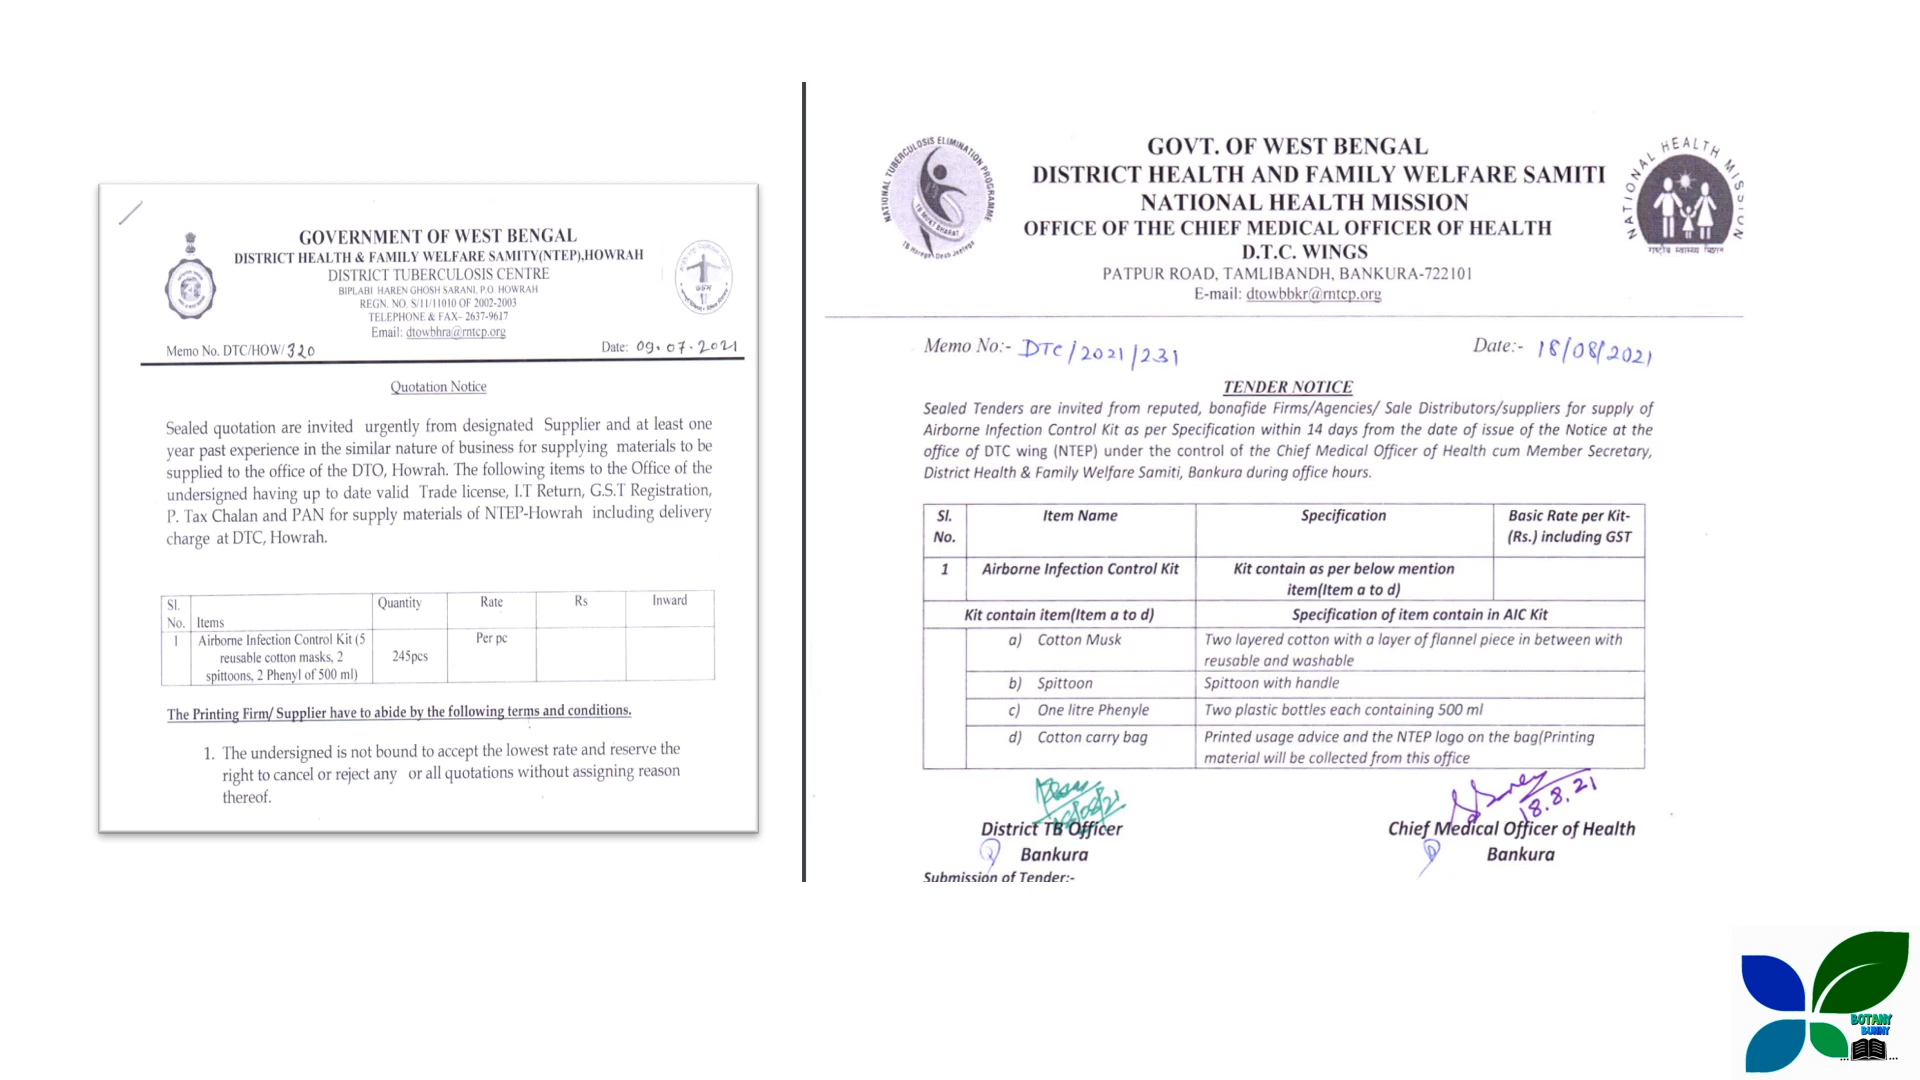 GOVERNMENT OF WEST BENGAL
DISTRICT HEALTH & FAMILY WELFARE SAMITY(NTEP),HOWRAH
DISTRICT TUBERCULOSIS CENTRE
BIPLABI HAREN GHOSH SARANI, P.O. HOWRAH
REGN. NO. S/11/11010 OF 2002-2003
TELEPHONE & FAX- 2637-9617
Email: dtowbhra@rntcp.org
Memo No. DTC/HOW/320 Date: 09.07.2021
Quotation Notice
Sealed quotation are invited urgently from designated Supplier and at least one
year past experience in the similar nature of business for supplying materials to be
supplied to the office of the DTO, Howrah. The following items to the Office of the
undersigned having up to date valid Trade license, I.T Return, G.S.T Registration,
P. Tax Chalan and PAN for supply materials of NTEP-Howrah including delivery
charge at DTC, Howrah.
Sl. No. Items Quantity Rate Rs Inward
1 Airborne Infection Control Kit (5 245pcs Per pc
reusable cotton masks, 2
spittoons, 2 Phenyl of 500 ml)
The Printing Firm/ Supplier have to abide by the following terms and conditions.
1. The undersigned is not bound to accept the lowest rate and reserve the
right to cancel or reject any or all quotations without assigning reason
thereof.
NATIONAL TUBERCULOSIS ELIMINATION PROGRAMME
TB MUKT BHARAT
TB Harega Desh Jeetega
GOVT. OF WEST BENGAL
DISTRICT HEALTH AND FAMILY WELFARE SAMITI
NATIONAL HEALTH MISSION
OFFICE OF THE CHIEF MEDICAL OFFICER OF HEALTH
D.T.C. WINGS
PATPUR ROAD, TAMLIBANDH, BANKURA-722101
E-mail: dtowbbkr@rntcp.org
NATIONAL HEALTH MISSION
राष्ट्रीय स्वास्थ्य मिशन
Memo No:- DTC/2021/231 Date:- 18/08/2021
TENDER NOTICE
Sealed Tenders are invited from reputed, bonafide Firms/Agencies/ Sale Distributors/suppliers for supply of
Airborne Infection Control Kit as per Specification within 14 days from the date of issue of the Notice at the
office of DTC wing (NTEP) under the control of the Chief Medical Officer of Health cum Member Secretary,
District Health & Family Welfare Samiti, Bankura during office hours.
Sl. Item Name Specification Basic Rate per Kit-
No. (Rs.) including GST
1 Airborne Infection Control Kit Kit contain as per below mention
item(Item a to d)
Kit contain item(Item a to d) Specification of item contain in AIC Kit
a) Cotton Musk Two layered cotton with a layer of flannel piece in between with
reusable and washable
b) Spittoon Spittoon with handle
c) One litre Phenyle Two plastic bottles each containing 500 ml
d) Cotton carry bag Printed usage advice and the NTEP logo on the bag(Printing
material will be collected from this office
18.8.21
District TB Officer Chief Medical Officer of Health
Bankura Bankura
Submission of Tender:-
BOTANY
BUNNY